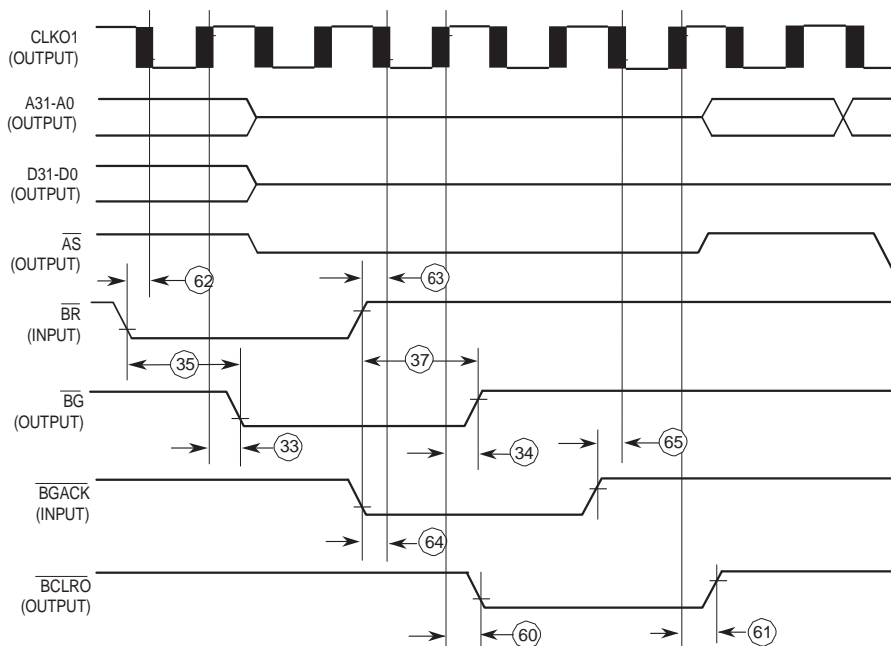 CLKO1
(OUTPUT)
A31-A0
(OUTPUT)
D31-D0
(OUTPUT)
AS
(OUTPUT)
62
63
BR
(INPUT)
35
37
BG
(OUTPUT)
33
34
65
BGACK
(INPUT)
64
BCLRO
(OUTPUT)
60
61